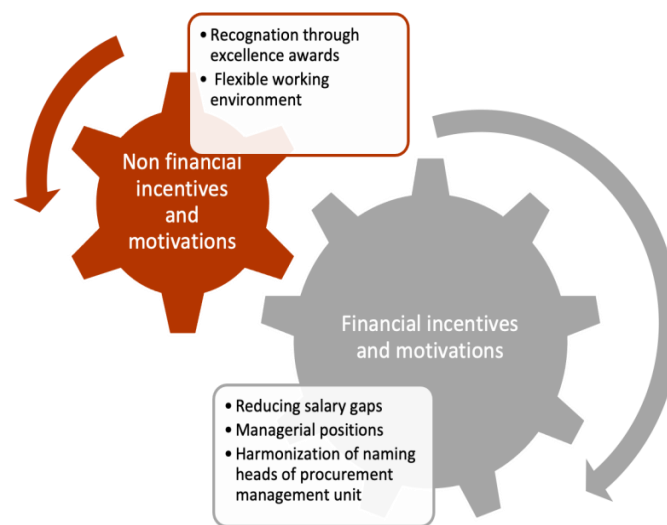 • Recognation through
excellence awards
• Flexible working
environment
Non financial
incentives
and
motivations
Financial incentives
and motivations
• Reducing salary gaps
• Managerial positions
• Harmonization of naming
heads of procurement
management unit